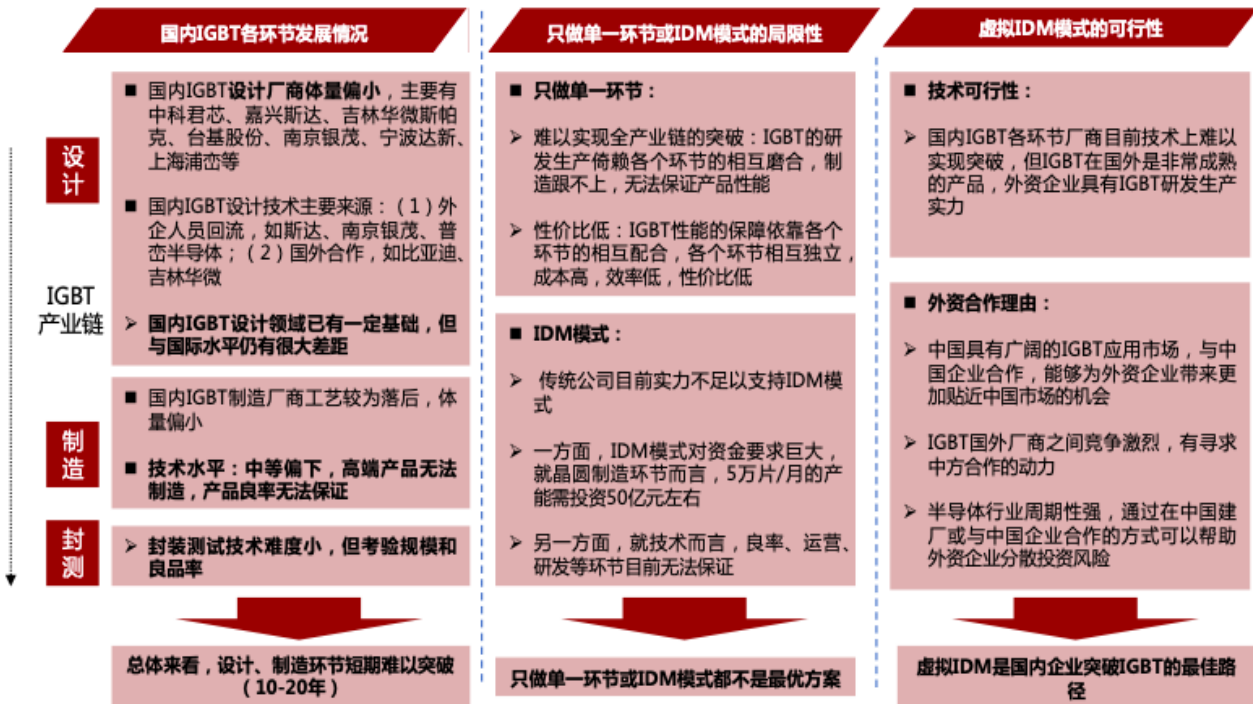 国内IGBT各环节发展情况
设计
IGBT
产业链
制造
封测
■ 国内IGBT设计厂商体量偏小，主要有
中科君芯、嘉兴斯达、吉林华微斯帕
克、台基股份、南京银茂、宁波达新、
上海浦峦等
■ 国内IGBT设计技术主要来源：（1）外
企人员回流，如斯达、南京银茂、普
峦半导体；（2）国外合作，如比亚迪、
吉林华微
➢ 国内IGBT设计领域已有一定基础，但
与国际水平仍有很大差距
■ 国内IGBT制造厂商工艺较为落后，体
量偏小
■ 技术水平：中等偏下，高端产品无法
制造，产品良率无法保证
➢ 封装测试技术难度小，但考验规模和
良品率
总体来看，设计、制造环节短期难以突破
（10-20年）
只做单一环节或IDM模式的局限性
■ 只做单一环节：
➢ 难以实现全产业链的突破：IGBT的研
发生产倚赖各个环节的相互磨合，制
造跟不上，无法保证产品性能
➢ 性价比低：IGBT性能的保障依靠各个
环节的相互配合，各个环节相互独立，
成本高，效率低，性价比低
■ IDM模式：
➢ 传统公司目前实力不足以支持IDM模
式
➢ 一方面，IDM模式对资金要求巨大，
就晶圆制造环节而言，5万片/月的产
能需投资50亿元左右
➢ 另一方面，就技术而言，良率、运营、
研发等环节目前无法保证
只做单一环节或IDM模式都不是最优方案
虚拟IDM模式的可行性
■ 技术可行性：
➢ 国内IGBT各环节厂商目前技术上难以
实现突破，但IGBT在国外是非常成熟
的产品，外资企业具有IGBT研发生产
实力
■ 外资合作理由：
➢ 中国具有广阔的IGBT应用市场，与中
国企业合作，能够为外资企业带来更
加贴近中国市场的机会
➢ IGBT国外厂商之间竞争激烈，有寻求
中方合作的动力
➢ 半导体行业周期性强，通过在中国建
厂或与中国企业合作的方式可以帮助
外资企业分散投资风险
虚拟IDM是国内企业突破IGBT的最佳路
径